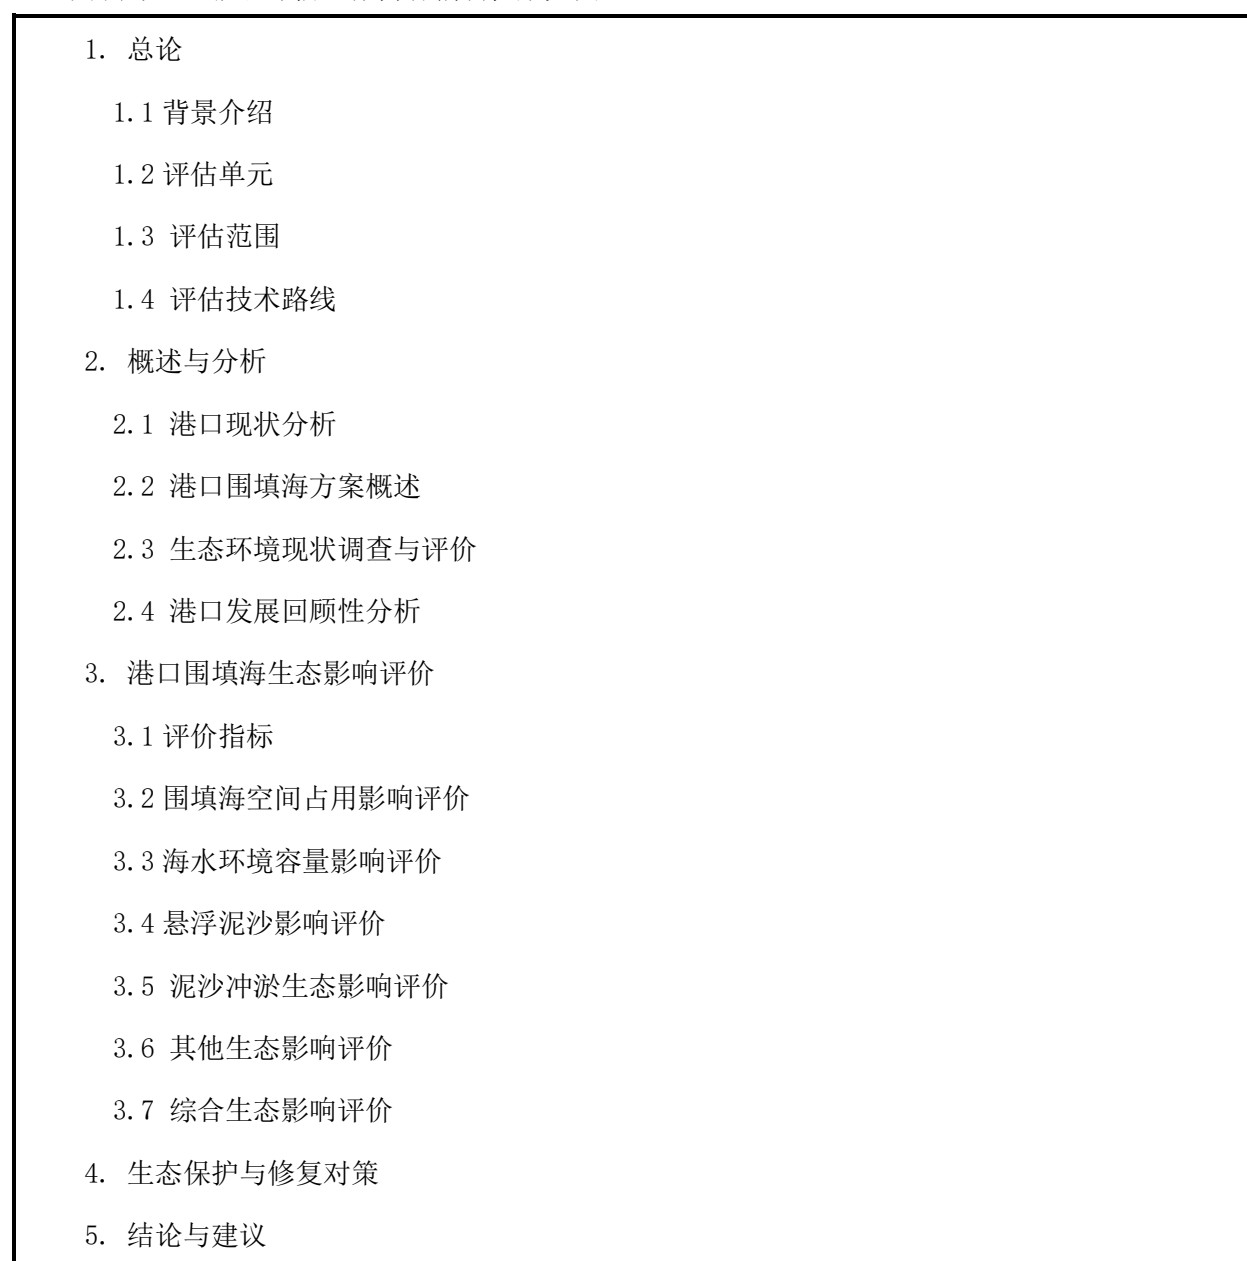 1. 总论
1.1 背景介绍
1.2 评估单元
1.3 评估范围
1.4 评估技术路线
2. 概述与分析
2.1 港口现状分析
2.2 港口围填海方案概述
2.3 生态环境现状调查与评价
2.4 港口发展回顾性分析
3. 港口围填海生态影响评价
3.1 评价指标
3.2 围填海空间占用影响评价
3.3 海水环境容量影响评价
3.4 悬浮泥沙影响评价
3.5 泥沙冲淤生态影响评价
3.6 其他生态影响评价
3.7 综合生态影响评价
4. 生态保护与修复对策
5. 结论与建议